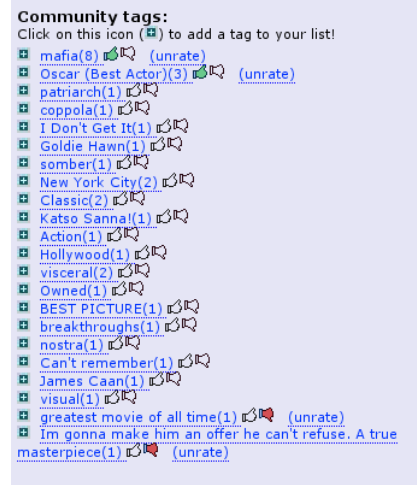 Community tags:
Click on this icon ( ) to add a tag to your list!
mafia(8) (unrate)
Oscar (Best Actor)(3) (unrate)
patriarch(1)
coppola(1)
I Don't Get It(1)
Goldie Hawn(1)
somber(1)
New York City(2)
Classic(2)
Katso Sanna!(1)
Action(1)
Hollywood(1)
visceral(2)
Owned(1)
BEST PICTURE(1)
breakthroughs(1)
nostra(1)
Can't remember(1)
James Caan(1)
visual(1)
greatest movie of all time(1) (unrate)
Im gonna make him an offer he can't refuse. A true
masterpiece(1) (unrate)